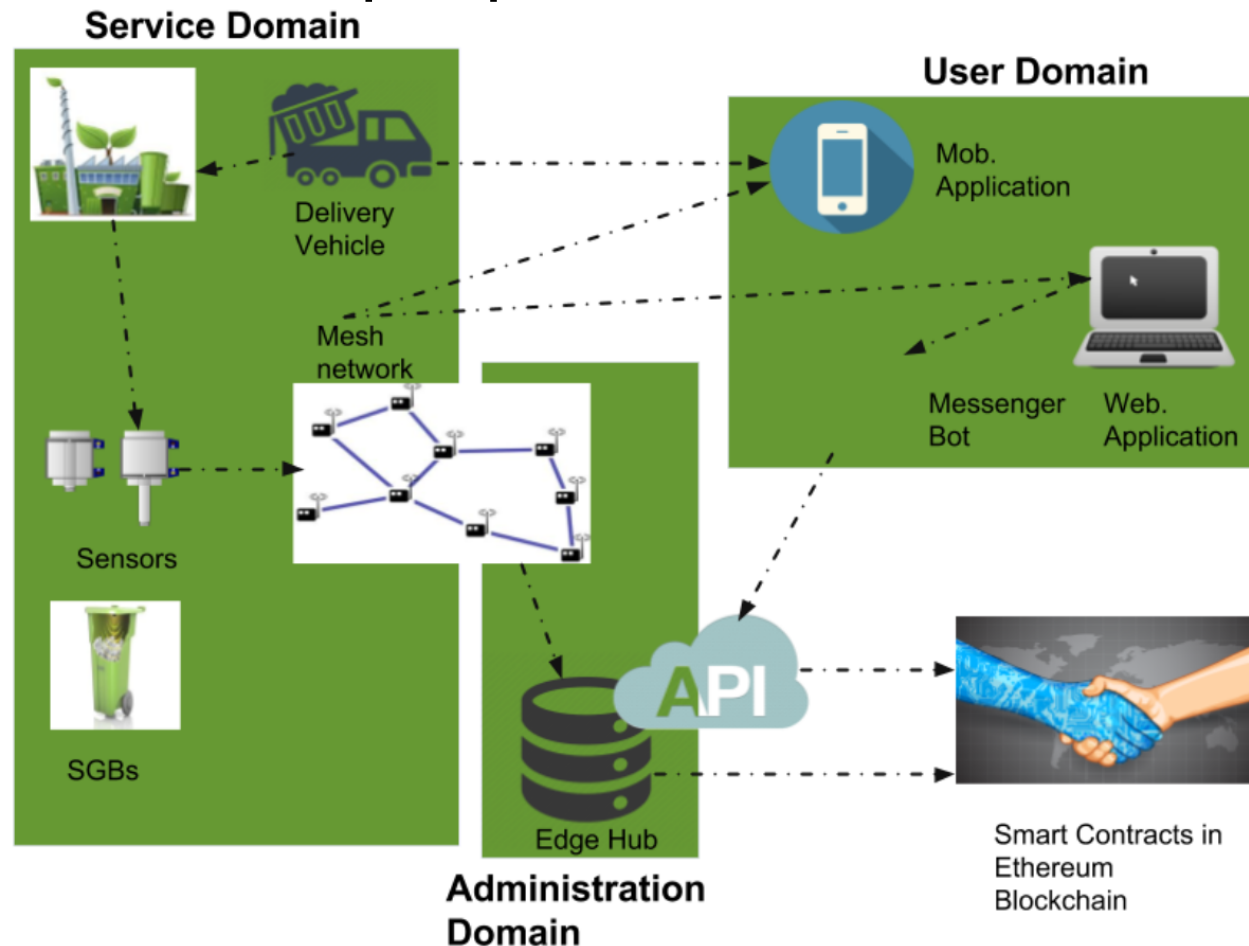 Service Domain
User Domain
Delivery
Vehicle
Mob.
Application
Mesh
network
Messenger
Bot
Web.
Application
Sensors
SGBs
API
Edge Hub
Administration
Domain
Smart Contracts in
Ethereum
Blockchain